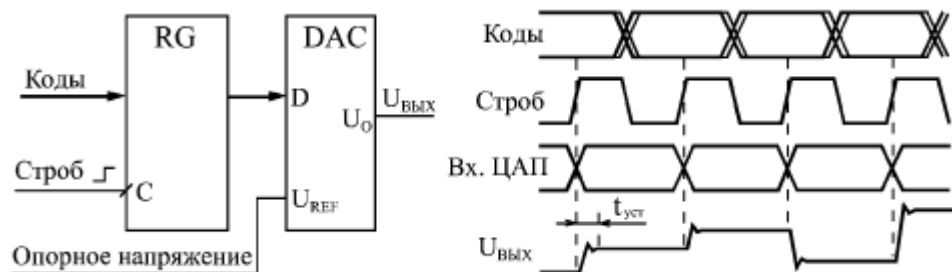 RG
DAC
Коды
D
U_ВЫХ
U_O
Строб
C
U_REF
Опорное напряжение
Коды
Строб
Вх. ЦАП
t_уст
U_ВЫХ